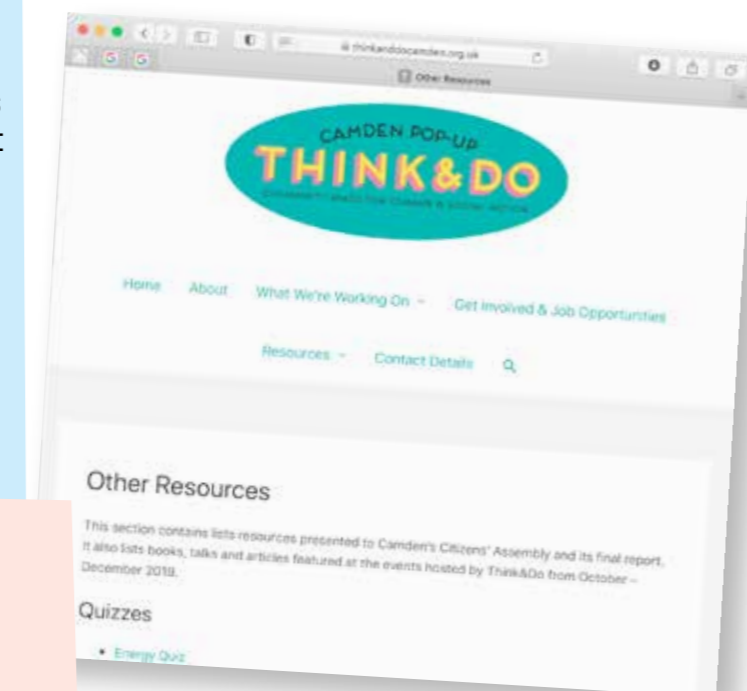 thinkanddocamden.org.uk
Other Resources
CAMDEN POP-UP
THINK&DO
Home About What We're Working On Get Involved & Job Opportunities
Resources Contact Details
Other Resources
This section contains lists resources presented to Camden's Citizens' Assembly and its final report.
It also lists books, talks and articles featured at the events hosted by Think&Do from October –
December 2019.
Quizzes
• Energy Quiz